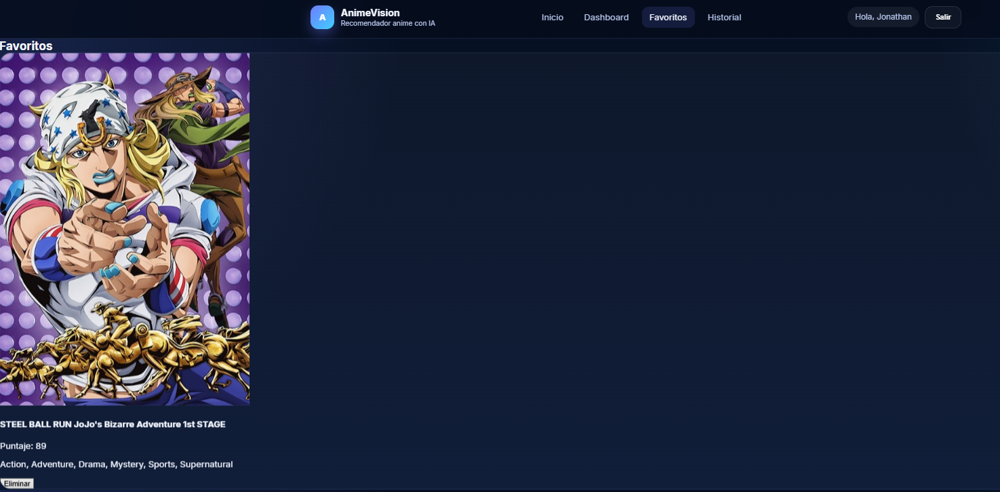 A
AnimeVision
Recomendador anime con IA
Inicio
Dashboard
Favoritos
Historial
Hola, Jonathan
Salir
Favoritos
STEEL BALL RUN JoJo's Bizarre Adventure 1st STAGE
Puntaje: 89
Action, Adventure, Drama, Mystery, Sports, Supernatural
Eliminar